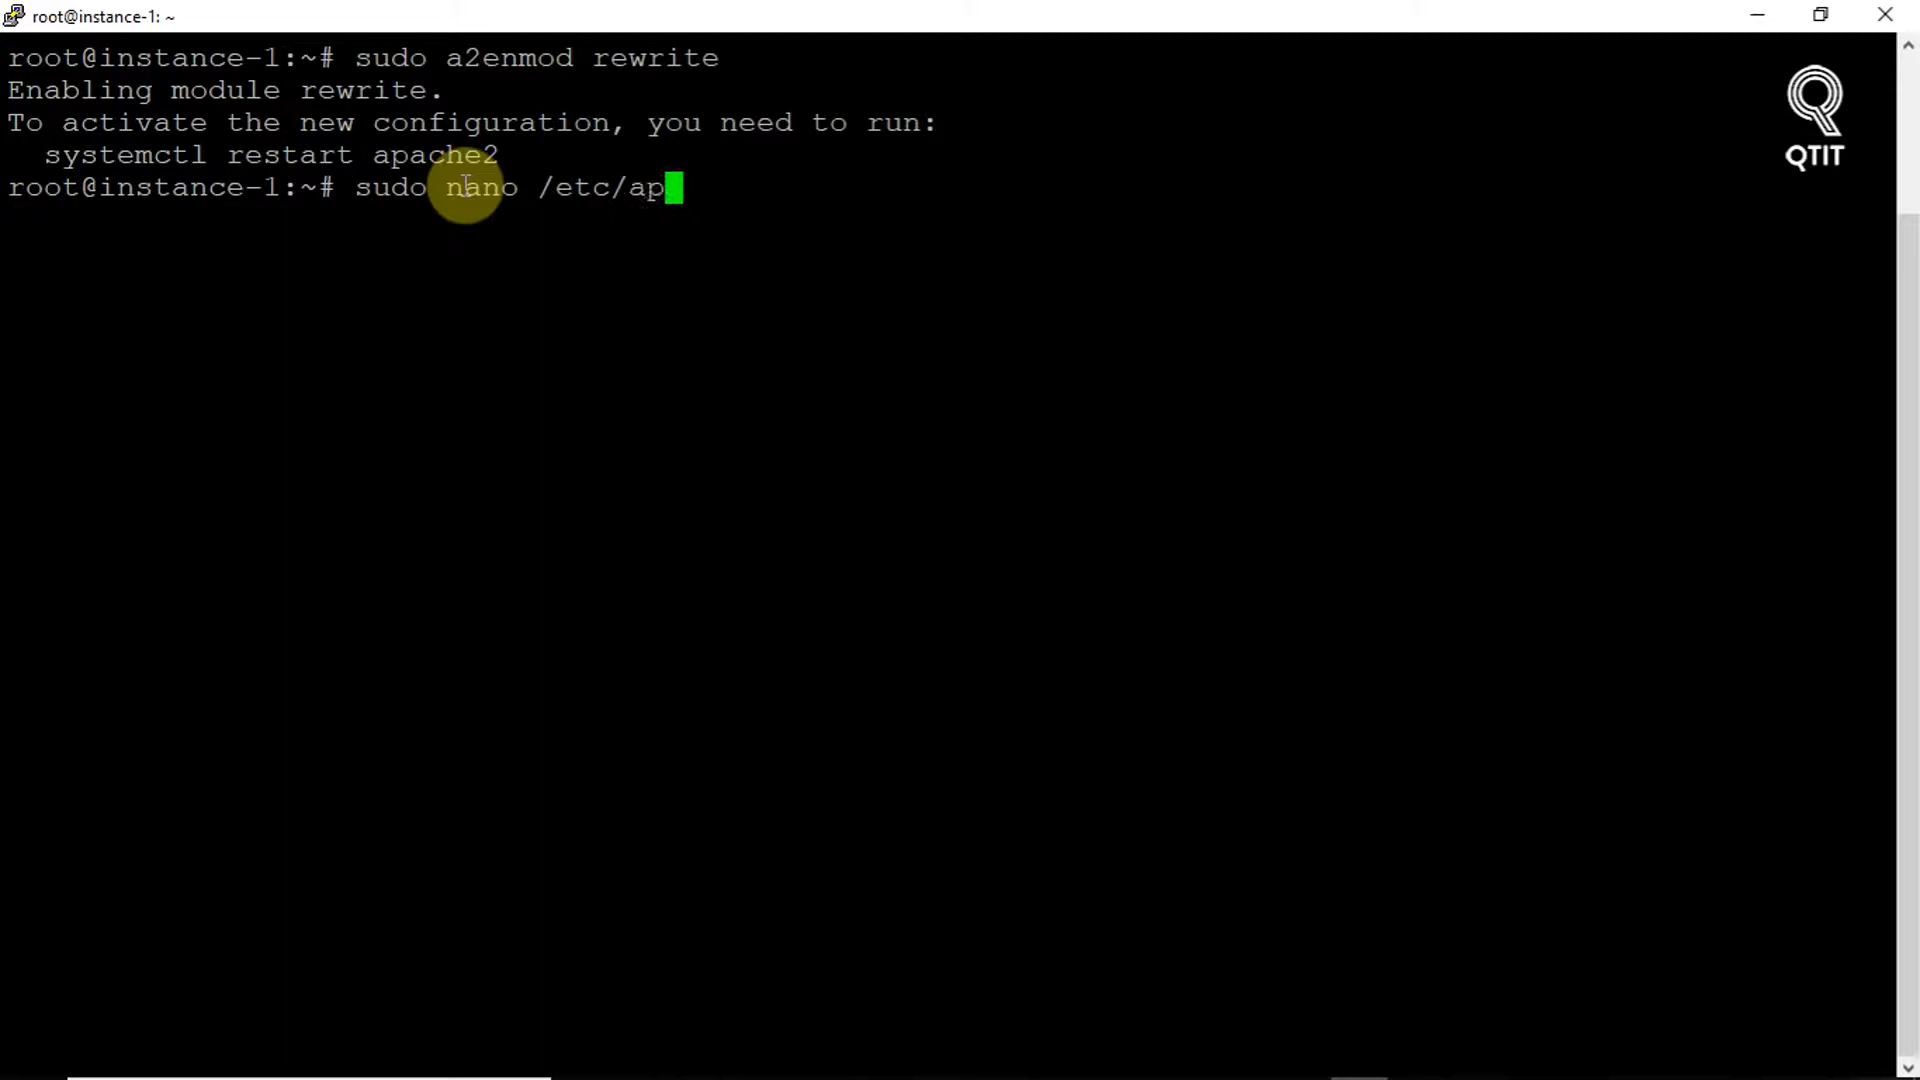 root@instance-1: ~
root@instance-1:~# sudo a2enmod rewrite
Enabling module rewrite.
To activate the new configuration, you need to run:
  systemctl restart apache2
root@instance-1:~# sudo nano /etc/ap
QTIT